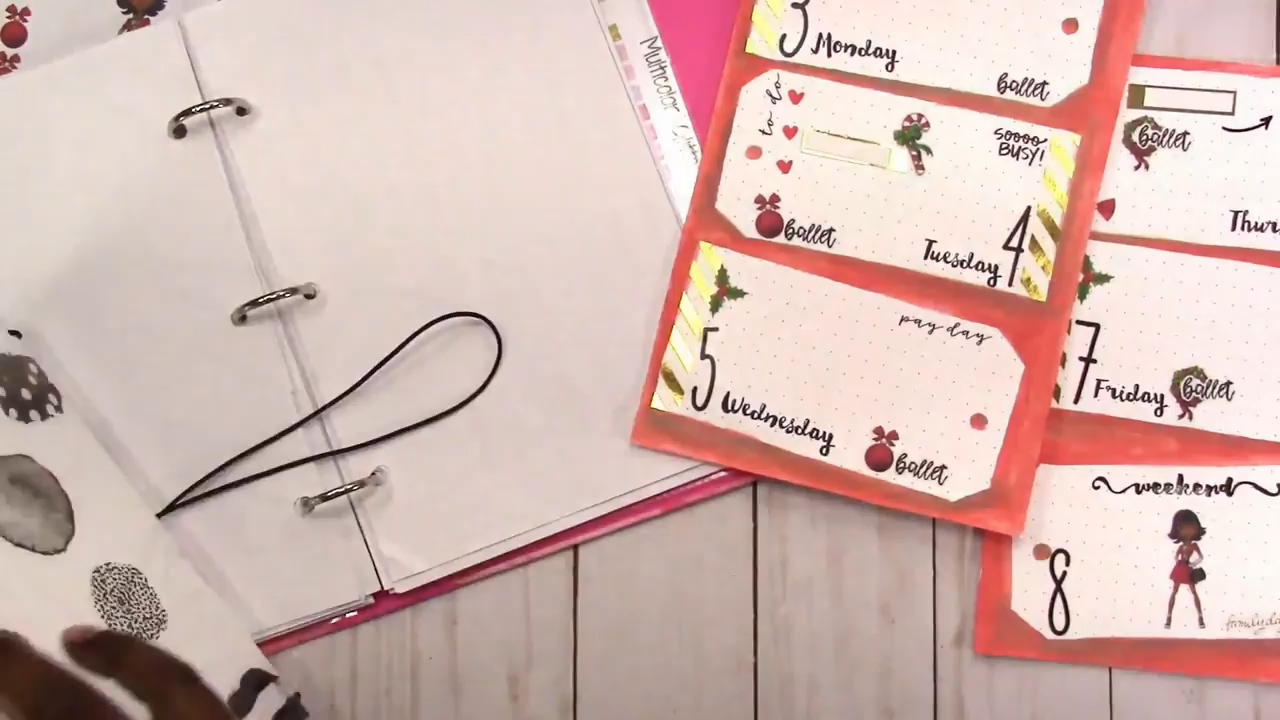 Multicolor
3 Monday
ballet
to do
soooo
BUSY!
ballet
Tuesday 4
pay day
5 Wednesday
ballet
ballet
7 Friday
ballet
weekend
8